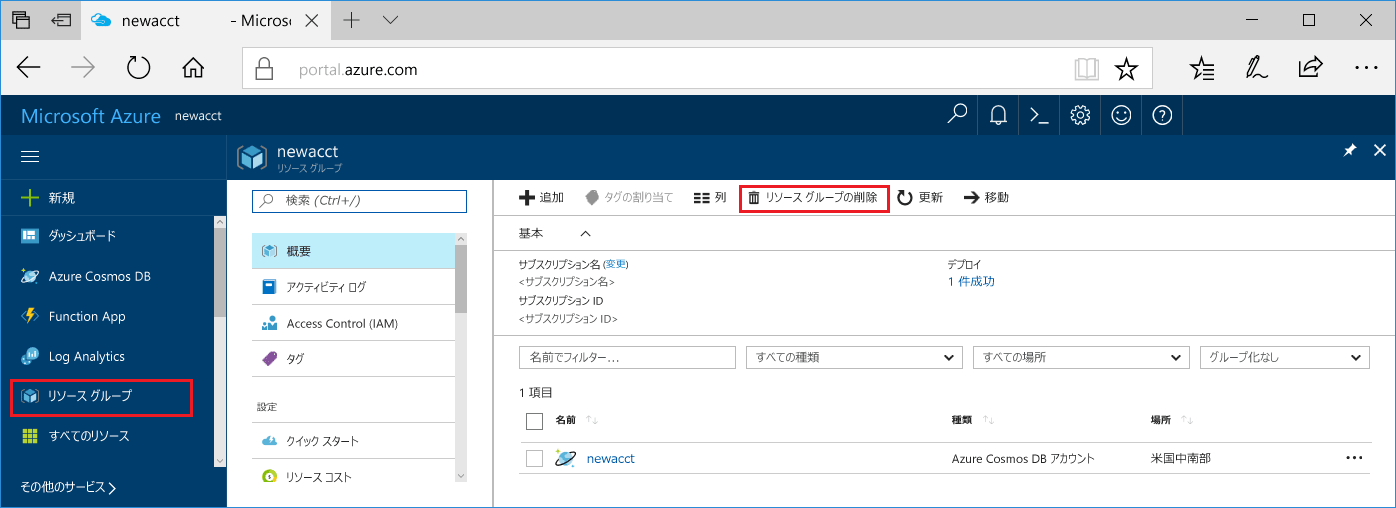 newacct - Microsc
portal.azure.com
Microsoft Azure newacct
newacct
リソース グループ
新規
ダッシュボード
Azure Cosmos DB
Function App
Log Analytics
リソース グループ
すべてのリソース
その他のサービス
検索 (Ctrl+/)
概要
アクティビティ ログ
Access Control (IAM)
タグ
設定
クイック スタート
リソース コスト
追加 タグの割り当て 列 リソース グループの削除 更新 移動
基本
サブスクリプション名 (変更)
<サブスクリプション名>
サブスクリプション ID
<サブスクリプション ID>
デプロイ
1 件成功
名前でフィルター... すべての種類 すべての場所 グループ化なし
1 項目
名前 種類 場所
newacct Azure Cosmos DB アカウント 米国中南部